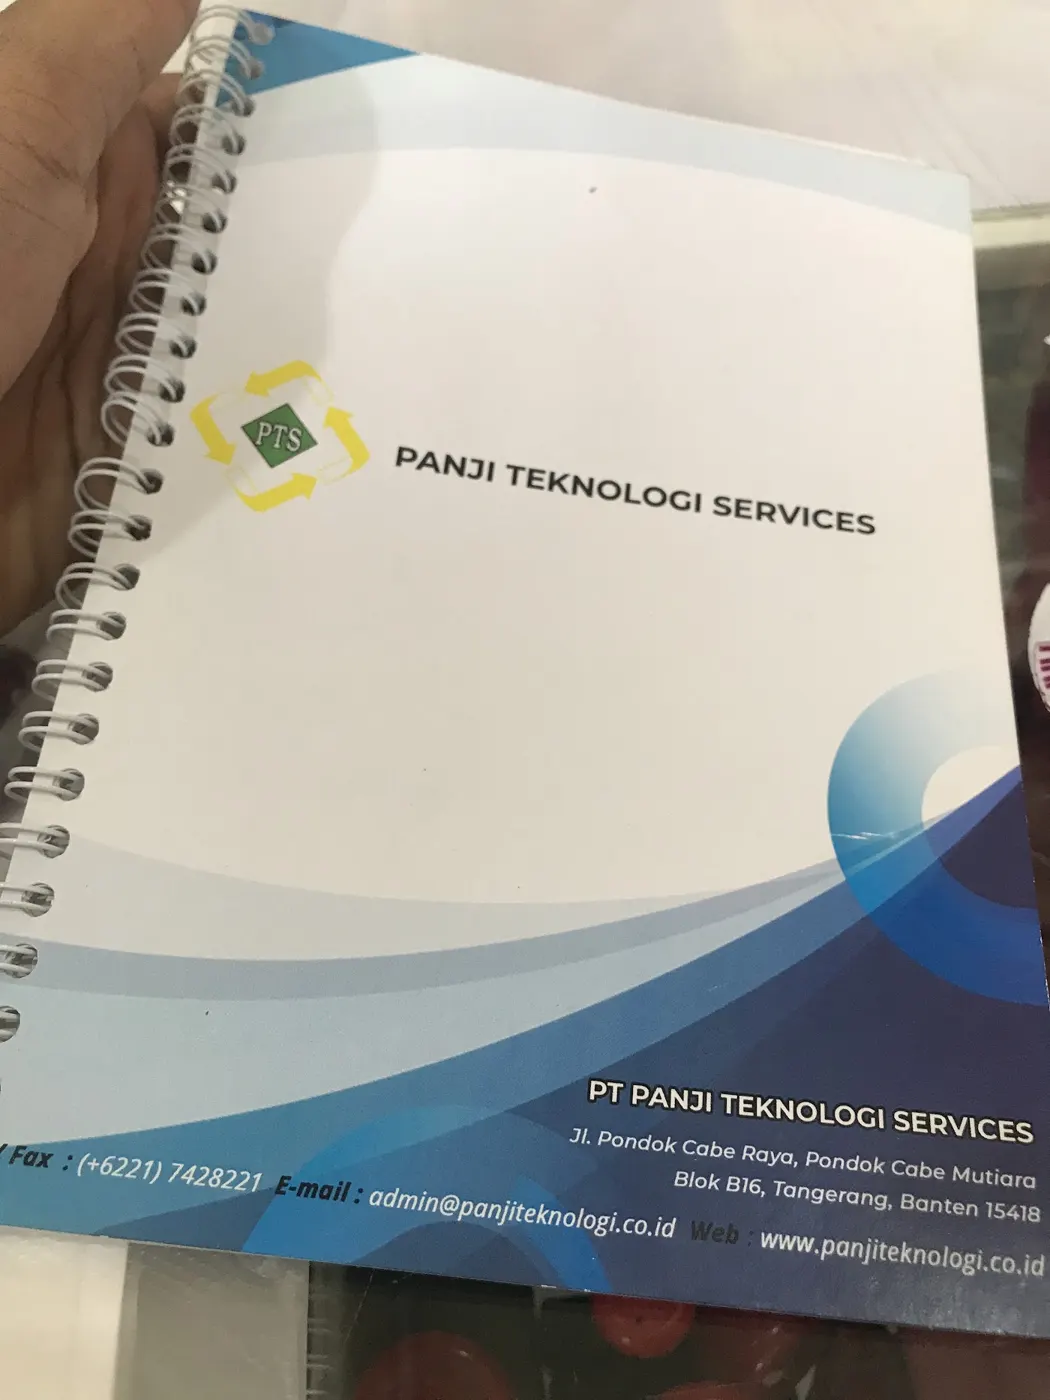 PTS
PANJI TEKNOLOGI SERVICES
PT PANJI TEKNOLOGI SERVICES
Jl. Pondok Cabe Raya, Pondok Cabe Mutiara
Blok B16, Tangerang, Banten 15418
/ Fax : (+6221) 7428221 E-mail : admin@panjiteknologi.co.id Web : www.panjiteknologi.co.id